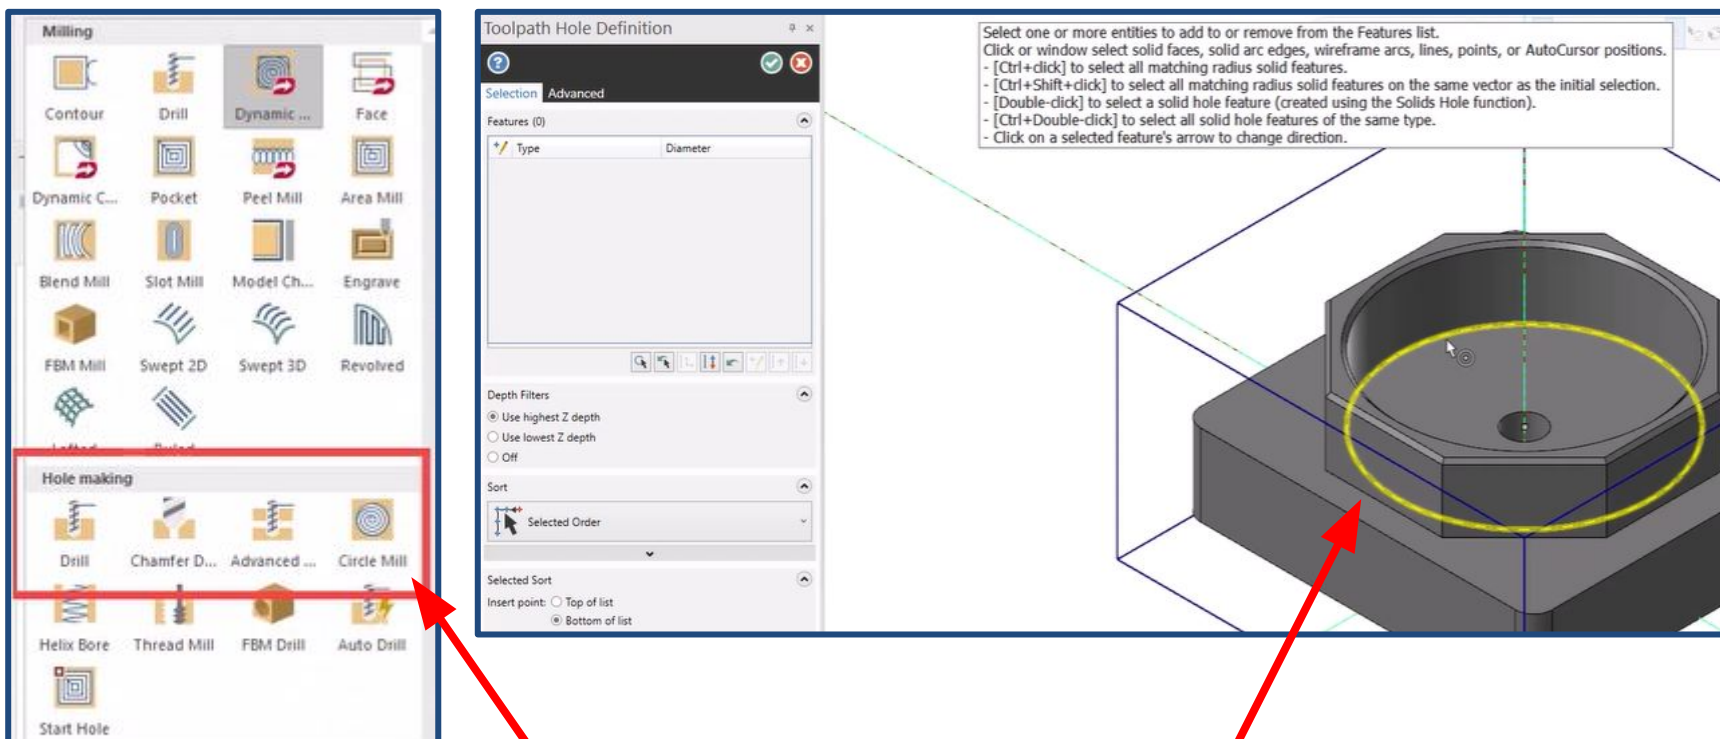 Milling
Contour
Drill
Dynamic ...
Face
Dynamic C...
Pocket
Peel Mill
Area Mill
Blend Mill
Slot Mill
Model Ch...
Engrave
FBM Mill
Swept 2D
Swept 3D
Revolved
Lofted
Ruled
Hole making
Drill
Chamfer D...
Advanced ...
Circle Mill
Helix Bore
Thread Mill
FBM Drill
Auto Drill
Start Hole
Toolpath Hole Definition
Selection Advanced
Features (0)
Type Diameter
Depth Filters
Use highest Z depth
Use lowest Z depth
Off
Sort
Selected Order
Selected Sort
Insert point: Top of list
Bottom of list
Select one or more entities to add to or remove from the Features list.
Click or window select solid faces, solid arc edges, wireframe arcs, lines, points, or AutoCursor positions.
- [Ctrl+click] to select all matching radius solid features.
- [Ctrl+Shift+click] to select all matching radius solid features on the same vector as the initial selection.
- [Double-click] to select a solid hole feature (created using the Solids Hole function).
- [Ctrl+Double-click] to select all solid hole features of the same type.
- Click on a selected feature's arrow to change direction.